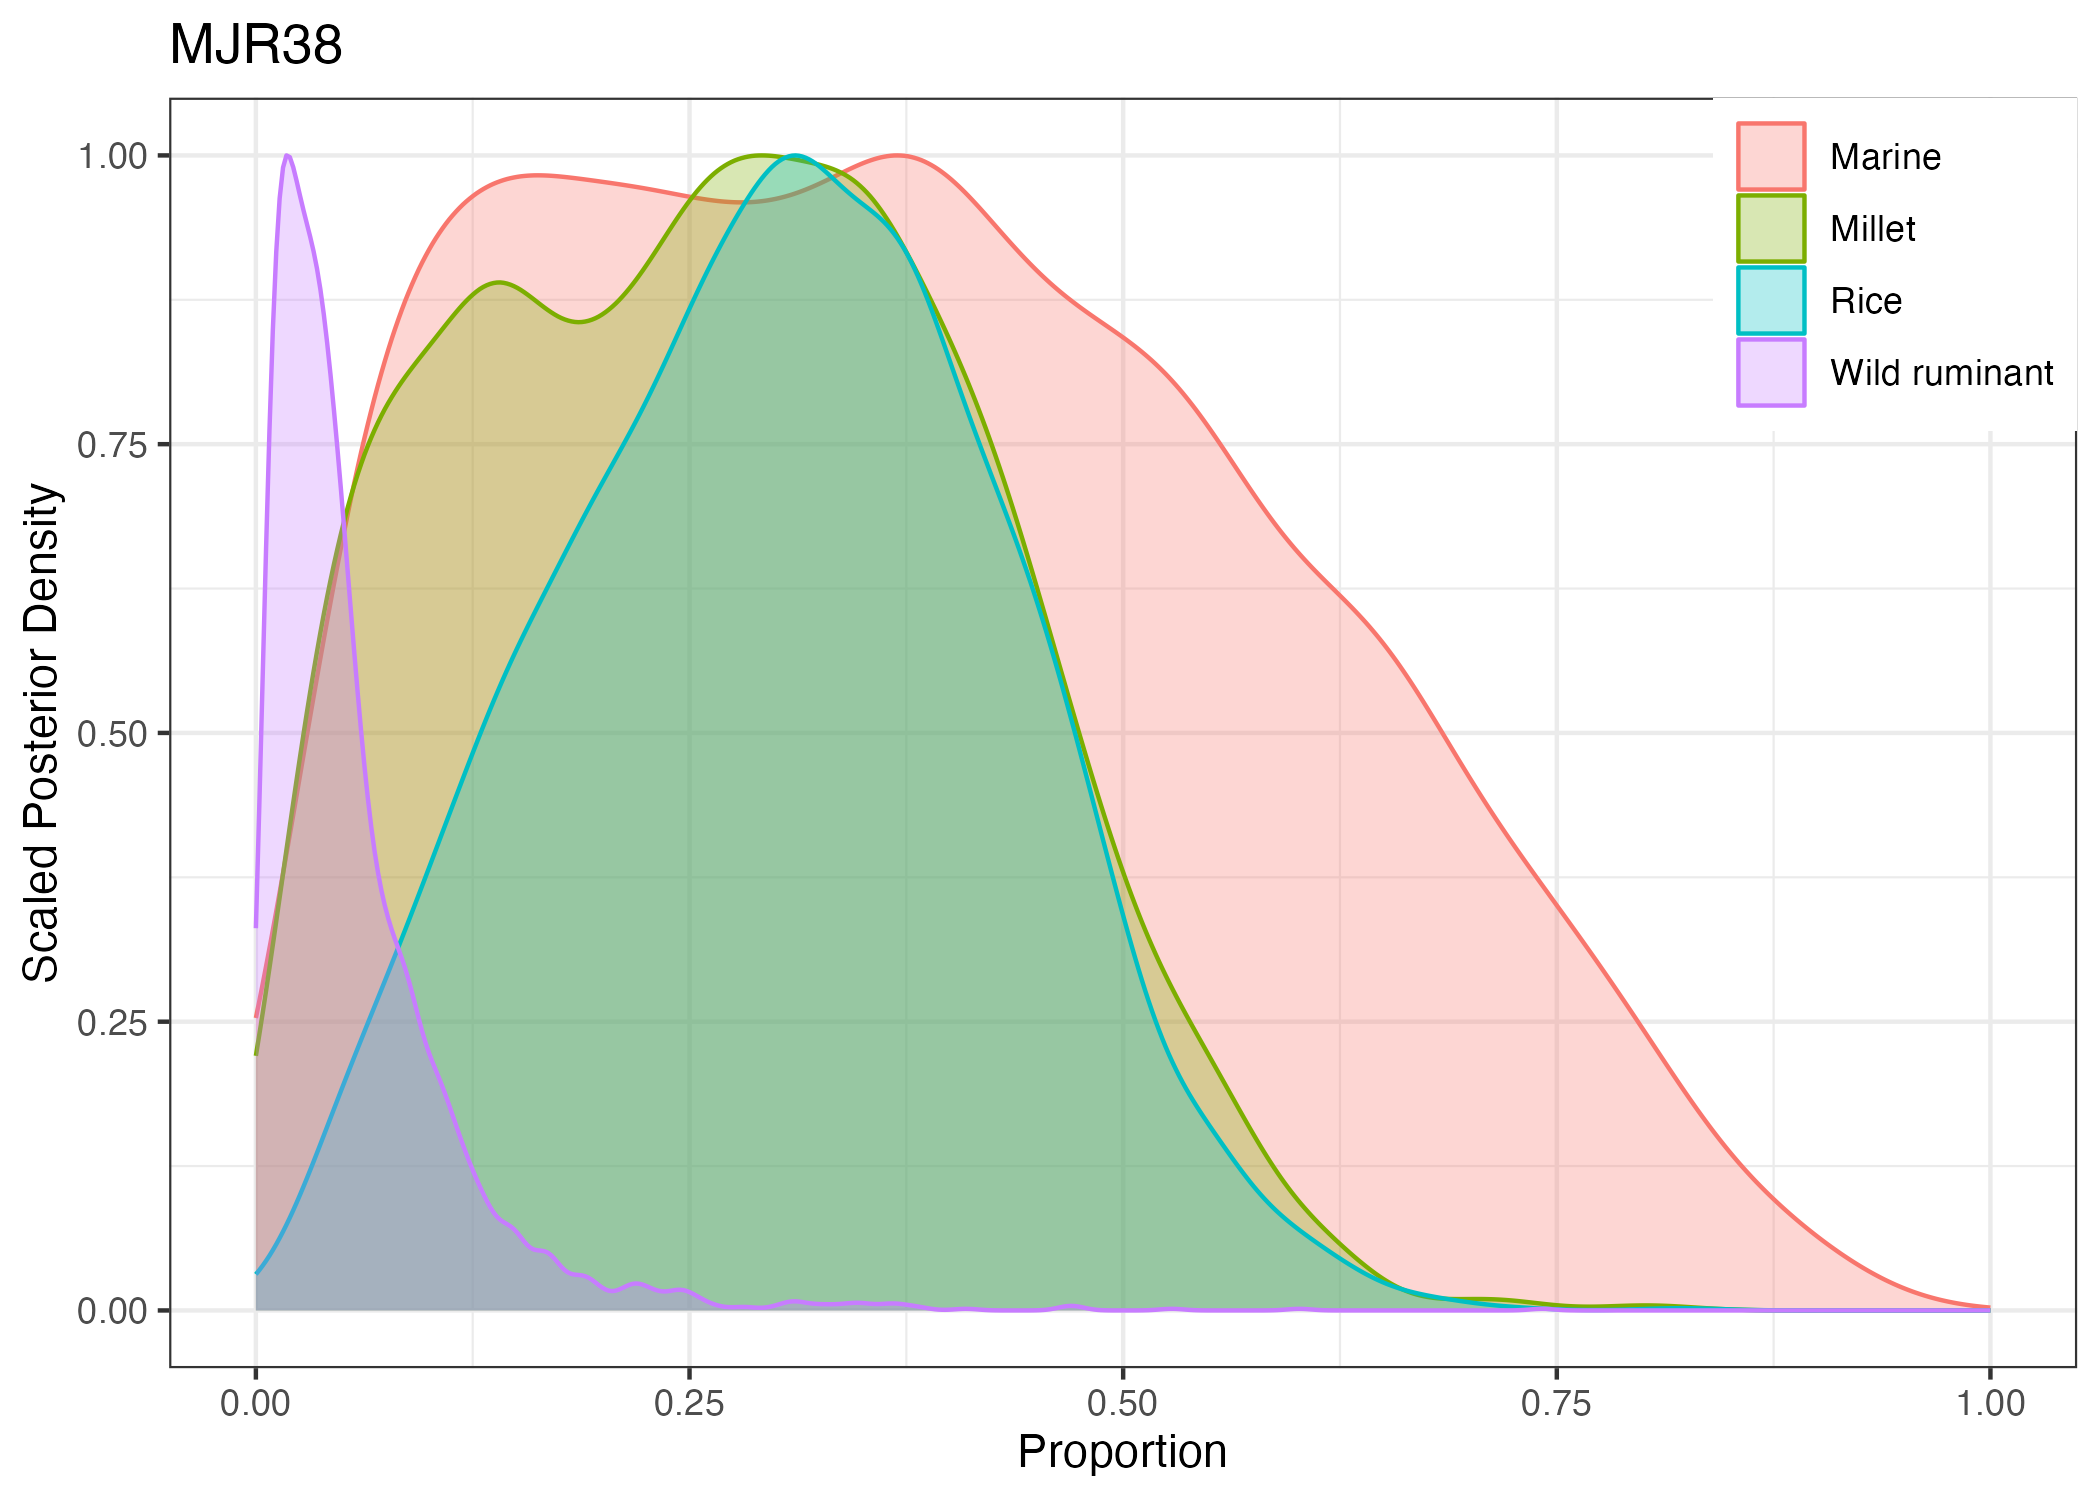 MJR38
Marine
Millet
Rice
Wild ruminant
Scaled Posterior Density
1.00
0.75
0.50
0.25
0.00
0.00 0.25 0.50 0.75 1.00
Proportion